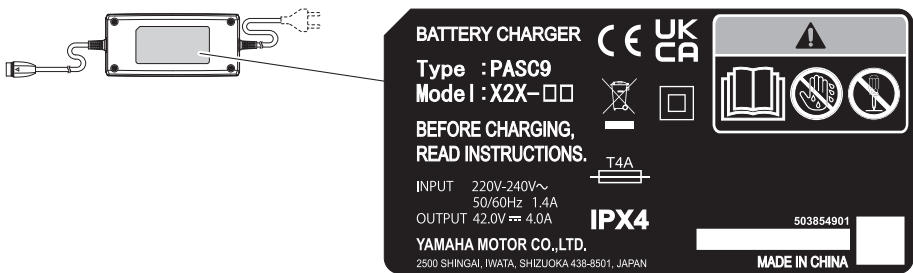 BATTERY CHARGER
CE UK CA
Type :PASC9
Model:X2X-□□
BEFORE CHARGING,
READ INSTRUCTIONS.
T4A
INPUT 220V-240V~
50/60Hz 1.4A
OUTPUT 42.0V ⎓ 4.0A
IPX4
YAMAHA MOTOR CO.,LTD.
2500 SHINGAI, IWATA, SHIZUOKA 438-8501, JAPAN
503854901
MADE IN CHINA